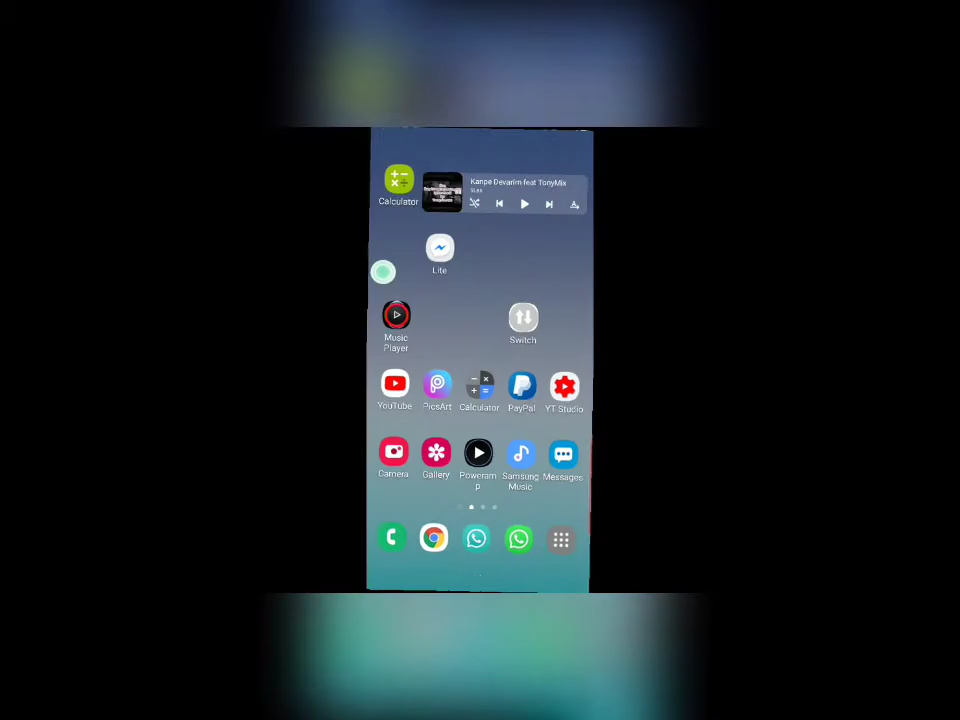 Kanpe Devarim feat TonyMix
Calculator
Lite
Music
Player
Switch
YouTube
PicsArt
Calculator
PayPal
YT Studio
Camera
Gallery
Poweram
p
Samsung
Music
Messages